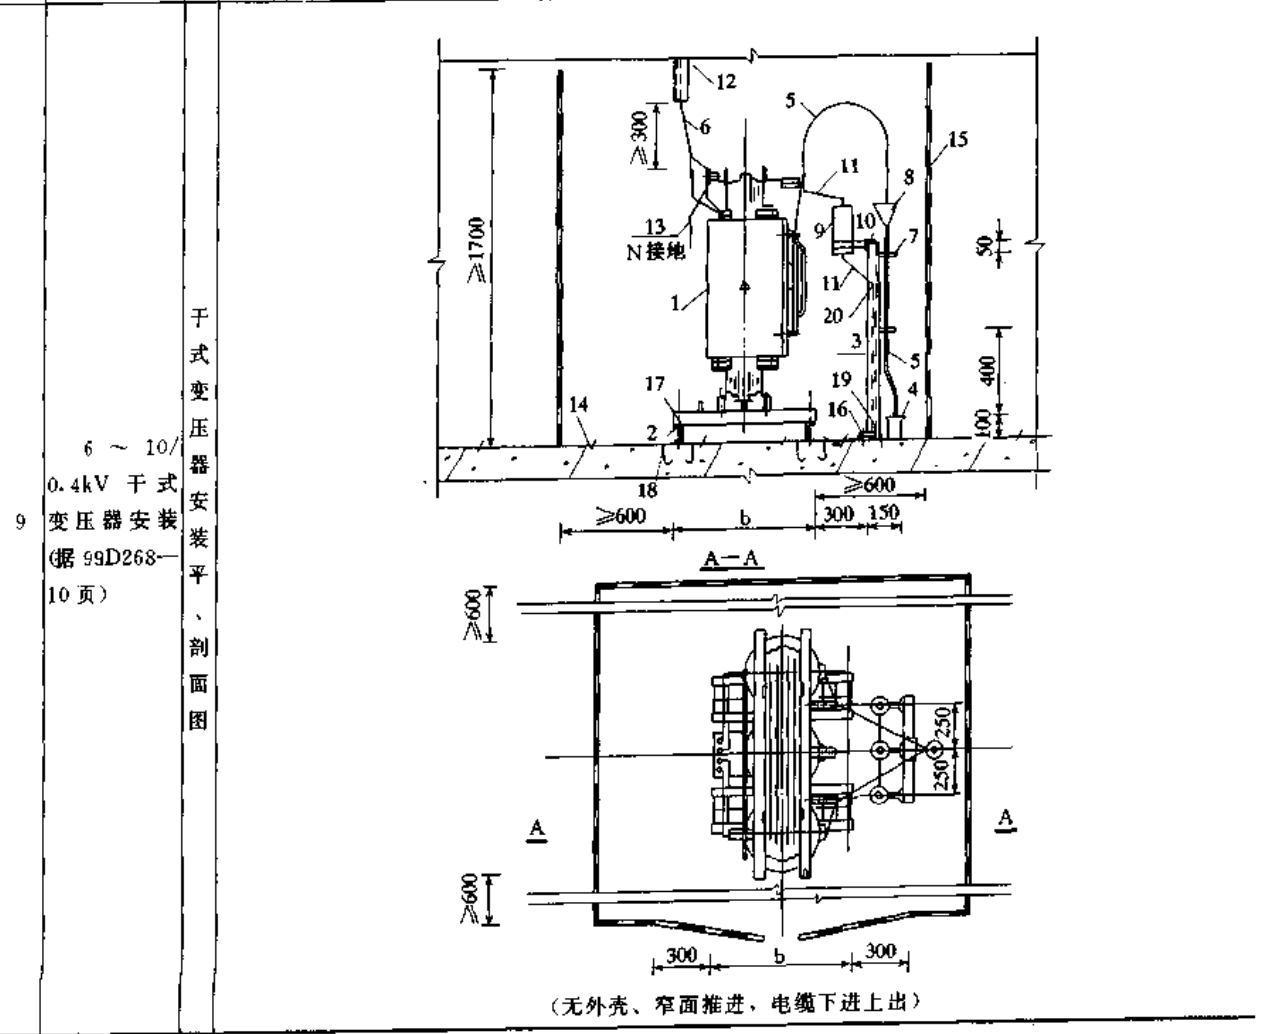 9
6 ～ 10/
0.4kV 干式
变压器安装
(据 99D268—
10 页)
干式变压器安装平、剖面图
12
5
6
≥300
15
11
8
13
N 接地
9
10
7
50
≥1700
1
11
20
3
5
400
17
19
4
14
16
2
100
18
≥600
≥600
b
300
150
A—A
≥600
250
250
A
A
≥600
300
b
300
(无外壳、窄面推进，电缆下进上出)